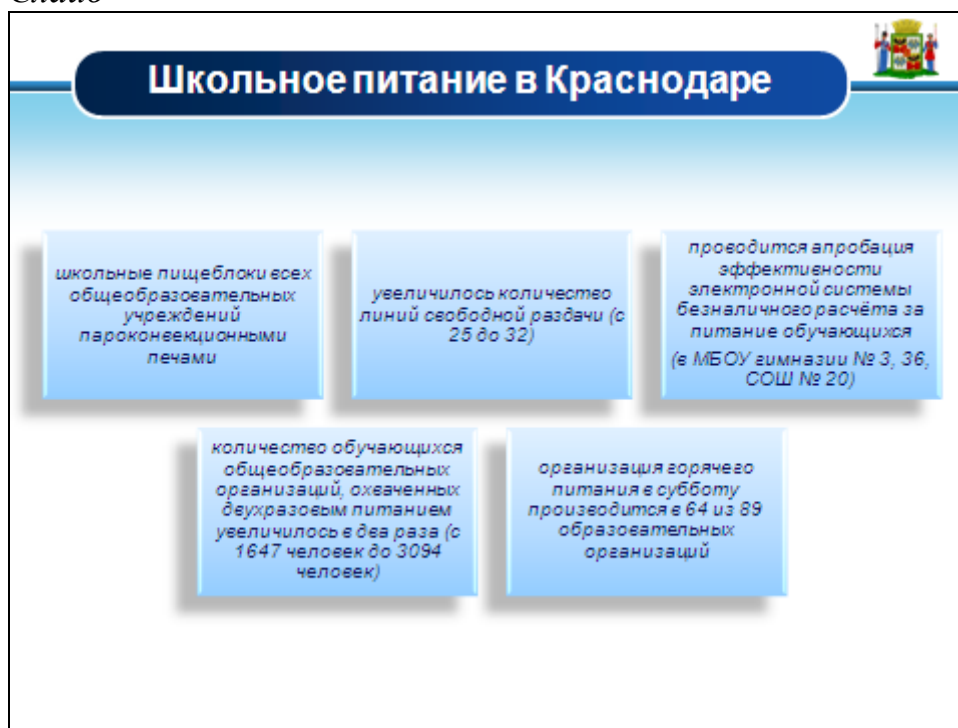 Школьное питание в Краснодаре
школьные пищеблоки всех
общеобразовательных
учреждений
пароконвекционными
печами
увеличилось количество
линий свободной раздачи (с
25 до 32)
проводится апробация
эффективности
электронной системы
безналичного расчёта за
питание обучающихся
(в МБОУ гимназии № 3, 36,
СОШ № 20)
количество обучающихся
общеобразовательных
организаций, охваченных
двухразовым питанием
увеличилось в два раза (с
1647 человек до 3094
человек)
организация горячего
питания в субботу
производится в 64 из 89
образовательных
организаций